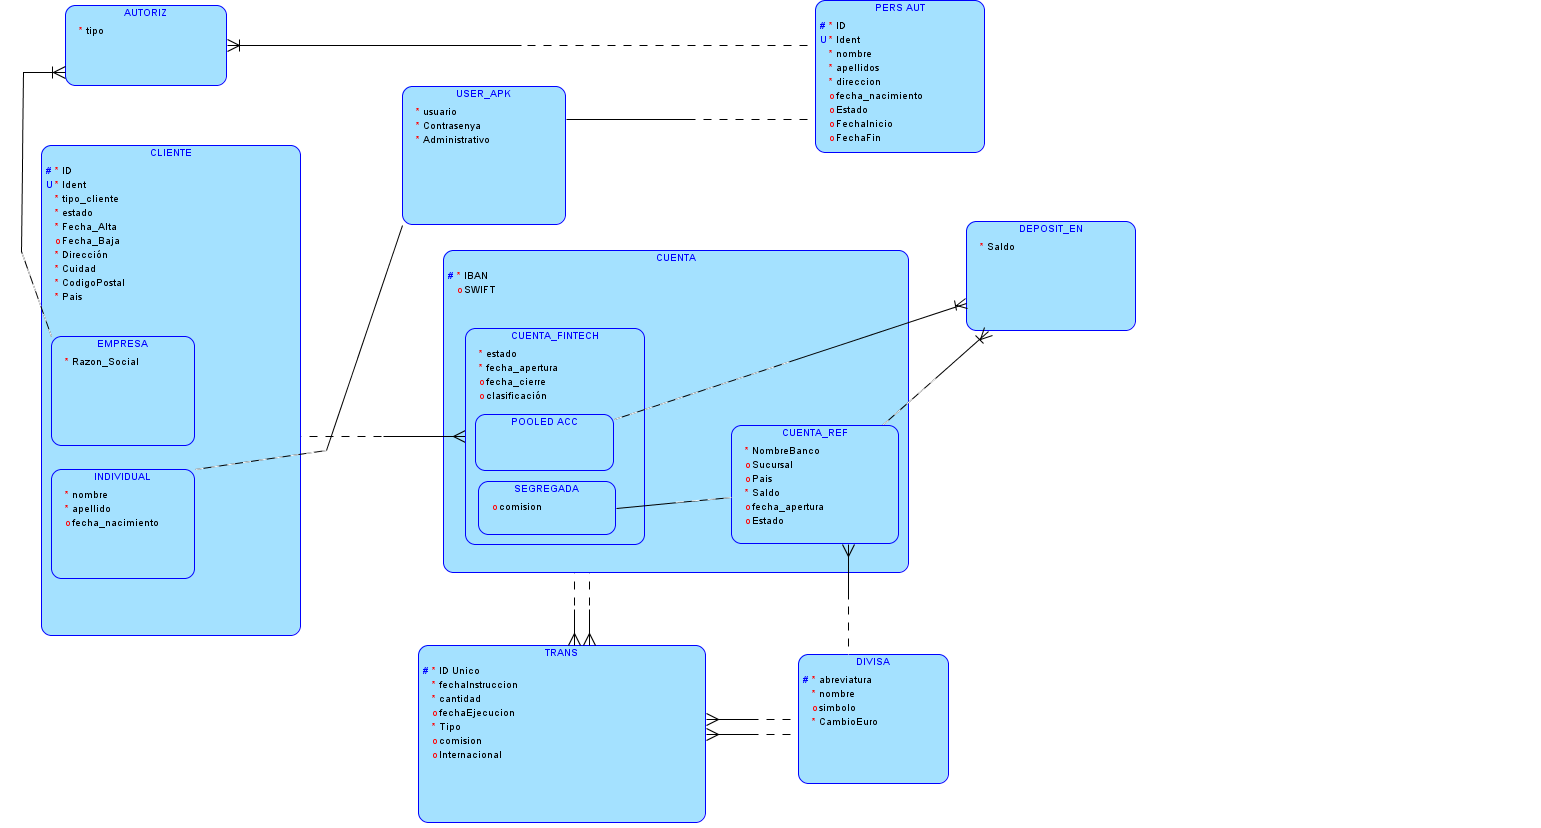 AUTORIZ
* tipo
PERS AUT
# * ID
U * Ident
* nombre
* apellidos
* direccion
o fecha_nacimiento
o Estado
o FechaInicio
o FechaFin
USER_APK
* usuario
* Contrasenya
* Administrativo
CLIENTE
# * ID
U * Ident
* tipo_cliente
* estado
* Fecha_Alta
o Fecha_Baja
* Dirección
* Cuidad
* CodigoPostal
* Pais
EMPRESA
* Razon_Social
INDIVIDUAL
* nombre
* apellido
o fecha_nacimiento
CUENTA
# * IBAN
o SWIFT
CUENTA_FINTECH
* estado
* fecha_apertura
o fecha_cierre
o clasificación
POOLED ACC
SEGREGADA
o comision
CUENTA_REF
* NombreBanco
o Sucursal
o Pais
* Saldo
o fecha_apertura
o Estado
DEPOSIT_EN
* Saldo
TRANS
# * ID Unico
* fechaInstruccion
* cantidad
o fechaEjecucion
* Tipo
o comision
o Internacional
DIVISA
# * abreviatura
* nombre
o simbolo
* CambioEuro